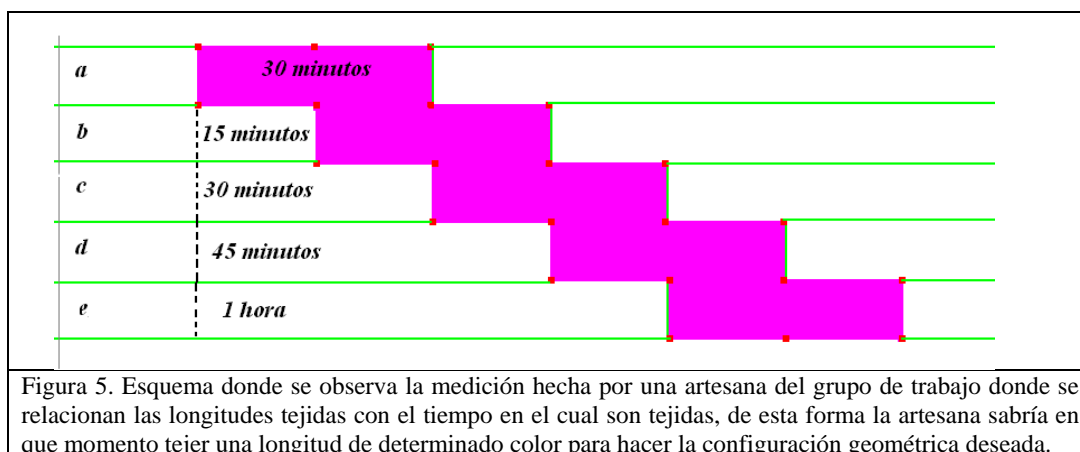 a 30 minutos
b 15 minutos
c 30 minutos
d 45 minutos
e 1 hora
Figura 5. Esquema donde se observa la medición hecha por una artesana del grupo de trabajo donde se
relacionan las longitudes tejidas con el tiempo en el cual son tejidas, de esta forma la artesana sabría en
que momento tejer una longitud de determinado color para hacer la configuración geométrica deseada.